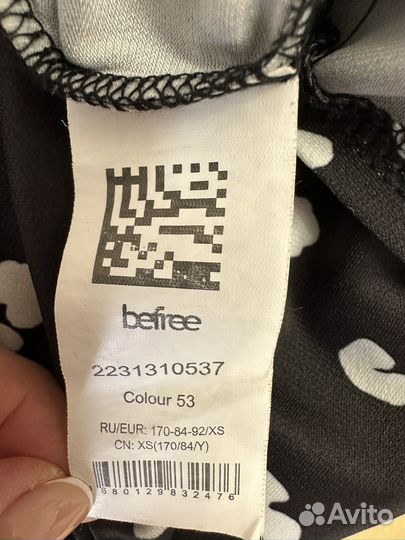 befree
2231310537
Colour 53
RU/EUR: 170-84-92/XS
CN: XS(170/84/Y)
680129832476
Avito